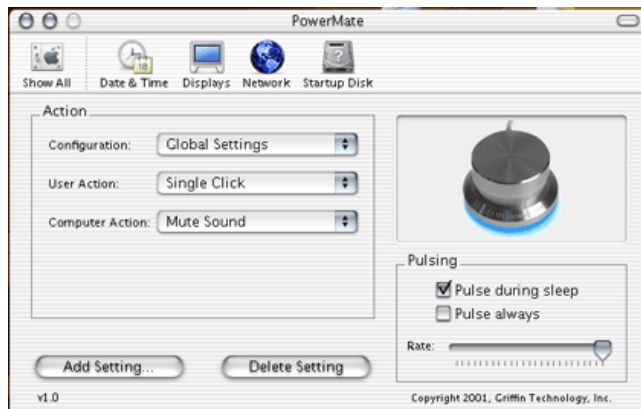 PowerMate
Show All Date & Time Displays Network Startup Disk
Action
Configuration: Global Settings
User Action: Single Click
Computer Action: Mute Sound
Pulsing
Pulse during sleep
Pulse always
Rate:
Add Setting... Delete Setting
v1.0 Copyright 2001, Griffin Technology, Inc.